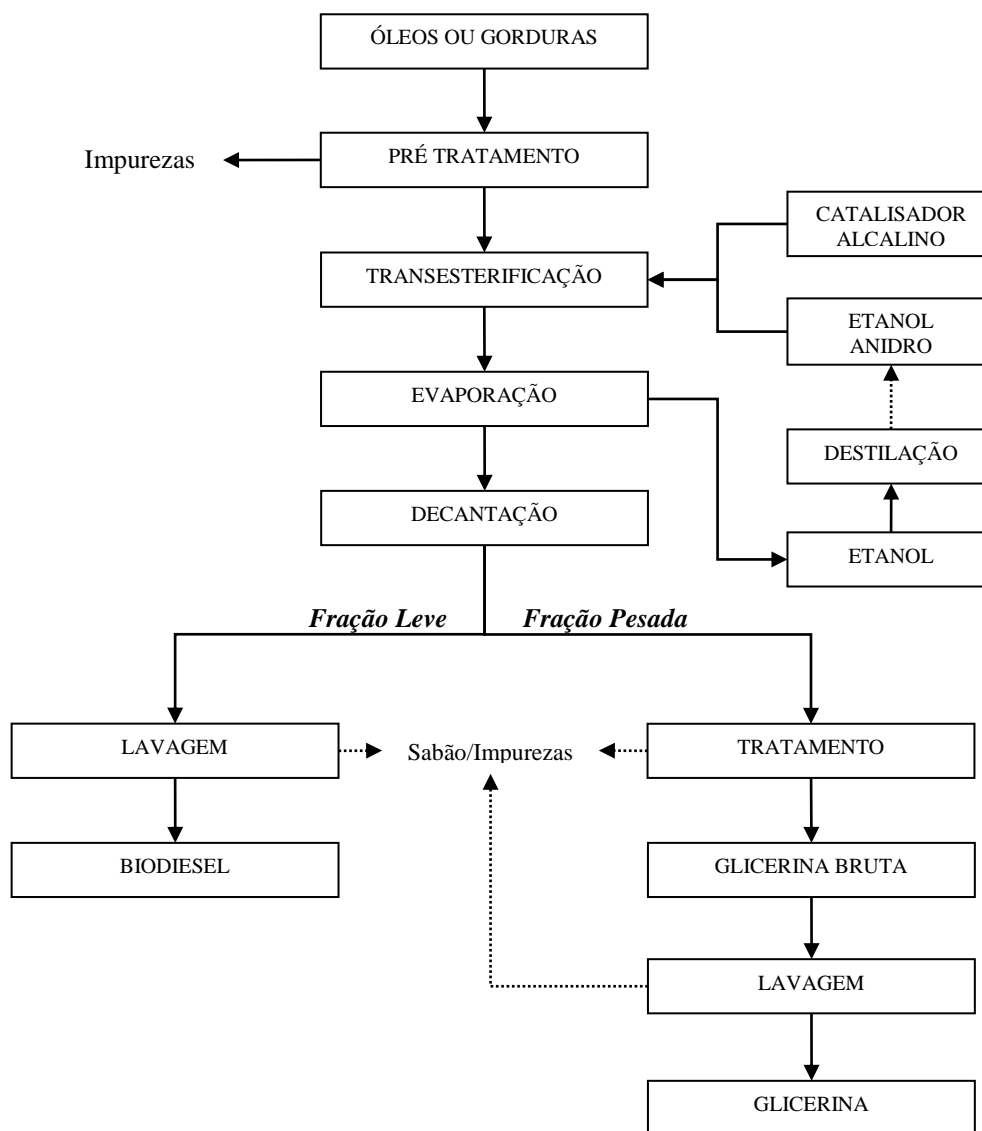 ÓLEOS OU GORDURAS
Impurezas
PRÉ TRATAMENTO
CATALISADOR
ALCALINO
TRANSESTERIFICAÇÃO
ETANOL
ANIDRO
EVAPORAÇÃO
DESTILAÇÃO
DECANTAÇÃO
ETANOL
Fração Leve
Fração Pesada
LAVAGEM
Sabão/Impurezas
TRATAMENTO
BIODIESEL
GLICERINA BRUTA
LAVAGEM
GLICERINA